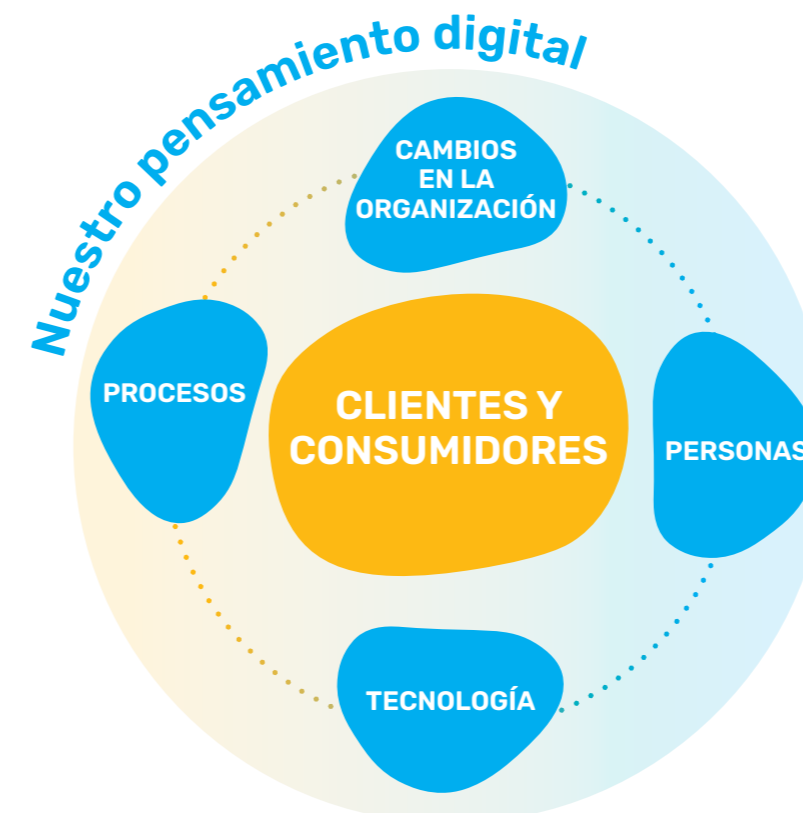 Nuestro pensamiento digital
CAMBIOS
EN LA
ORGANIZACIÓN
PROCESOS
CLIENTES Y
CONSUMIDORES
PERSONAS
TECNOLOGÍA